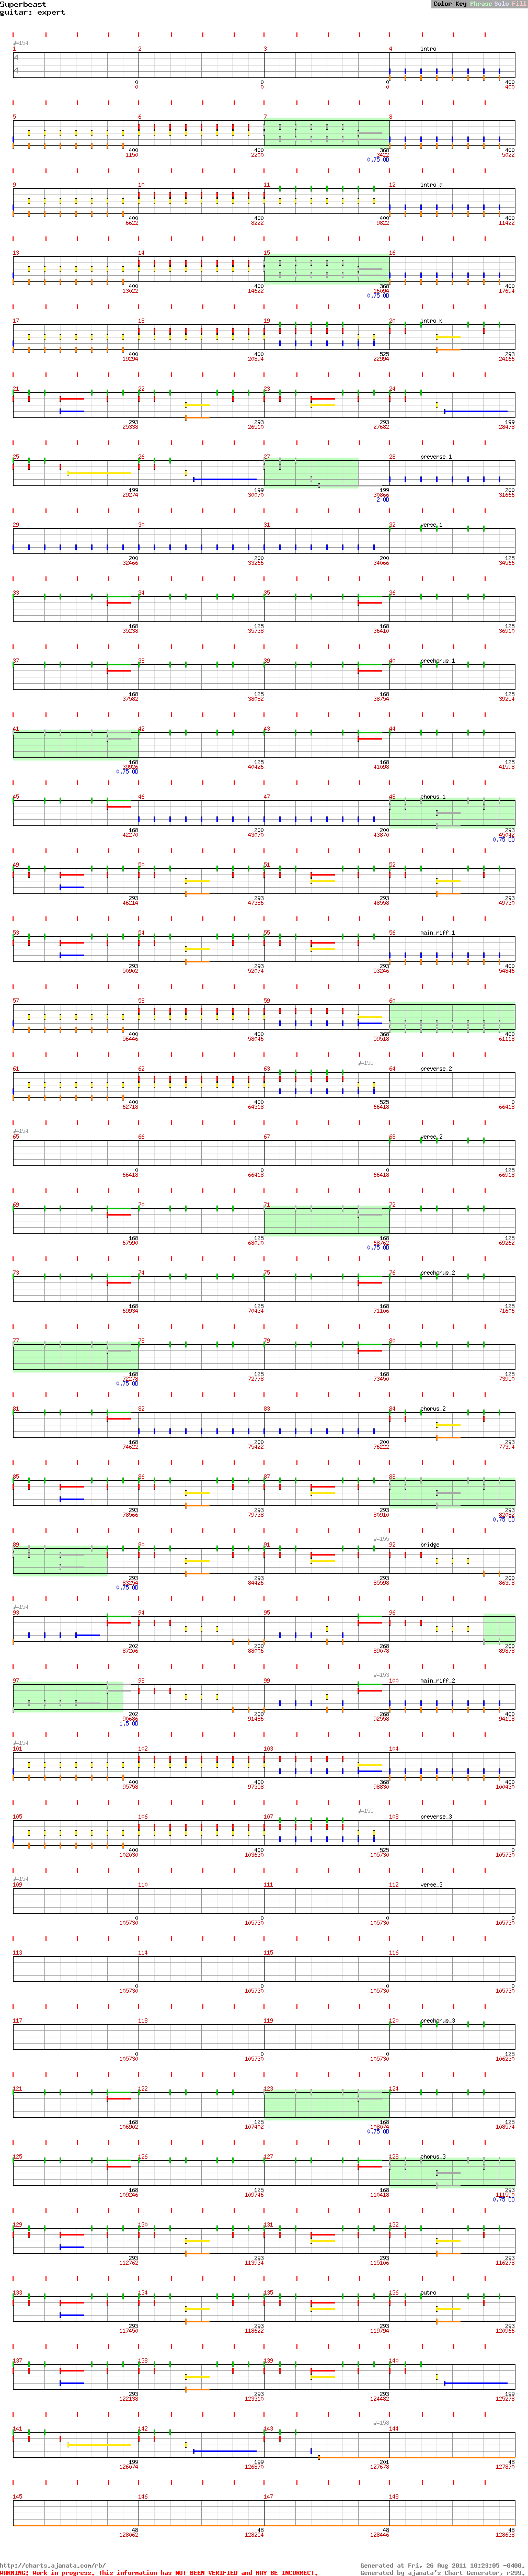 Superbeast
guitar: expert
Color Key Phrase Solo Fill
♩=154
1 2 3 4 intro
4
4
0 0 0 400
0 0 0 400
5 6 7 8
400 400 368 400
1150 2200 3422 5022
0.75 OD
9 10 11 12 intro_a
400 400 400 400
6622 8222 9822 11422
13 14 15 16
400 400 368 400
13022 14622 16094 17694
0.75 OD
17 18 19 20 intro_b
400 400 525 293
19294 20894 22994 24166
21 22 23 24
293 293 293 199
25338 26510 27682 28478
25 26 27 28 preverse_1
199 199 199 200
29274 30070 30866 31666
2 OD
29 30 31 32 verse_1
200 200 200 125
32466 33266 34066 34566
33 34 35 36
168 125 168 125
35238 35738 36410 36910
37 38 39 40 prechorus_1
168 125 168 125
37582 38082 38754 39254
41 42 43 44
168 125 168 125
39926 40426 41098 41598
0.75 OD
45 46 47 48 chorus_1
168 200 200 293
42270 43070 43870 45042
0.75 OD
49 50 51 52
293 293 293 293
46214 47386 48558 49730
53 54 55 56 main_riff_1
293 293 293 400
50902 52074 53246 54846
57 58 59 60
400 400 368 400
56446 58046 59518 61118
♩=155
61 62 63 64 preverse_2
400 400 525 0
62718 64318 66418 66418
♩=154
65 66 67 68 verse_2
0 0 0 125
66418 66418 66418 66918
69 70 71 72
168 125 168 125
67590 68090 68762 69262
0.75 OD
73 74 75 76 prechorus_2
168 125 168 125
69934 70434 71106 71606
77 78 79 80
168 125 168 125
72278 72778 73450 73950
0.75 OD
81 82 83 84 chorus_2
168 200 200 293
74622 75422 76222 77394
85 86 87 88
293 293 293 293
78566 79738 80910 82082
0.75 OD
♩=155
89 90 91 92 bridge
293 293 293 200
83254 84426 85598 86398
0.75 OD
♩=154
93 94 95 96
202 200 268 200
87206 88006 89078 89878
♩=153
97 98 99 100 main_riff_2
202 200 268 400
90686 91486 92558 94158
1.5 OD
♩=154
101 102 103 104
400 400 368 400
95758 97358 98830 100430
♩=155
105 106 107 108 preverse_3
400 400 525 0
102030 103630 105730 105730
♩=154
109 110 111 112 verse_3
0 0 0 0
105730 105730 105730 105730
113 114 115 116
0 0 0 0
105730 105730 105730 105730
117 118 119 120 prechorus_3
0 0 0 125
105730 105730 105730 106230
121 122 123 124
168 125 168 125
106902 107402 108074 108574
0.75 OD
125 126 127 128 chorus_3
168 125 168 293
109246 109746 110418 111590
0.75 OD
129 130 131 132
293 293 293 293
112762 113934 115106 116278
133 134 135 136 outro
293 293 293 293
117450 118622 119794 120966
137 138 139 140
293 293 293 199
122138 123310 124482 125278
♩=150
141 142 143 144
199 199 201 48
126074 126870 127678 127870
145 146 147 148
48 48 48 48
128062 128254 128446 128638
http://charts.ajanata.com/rb/
Generated at Fri, 26 Aug 2011 10:23:05 -0400,
WARNING: Work in progress. This information has NOT BEEN VERIFIED and MAY BE INCORRECT.
Generated by ajanata's Chart Generator, r299,